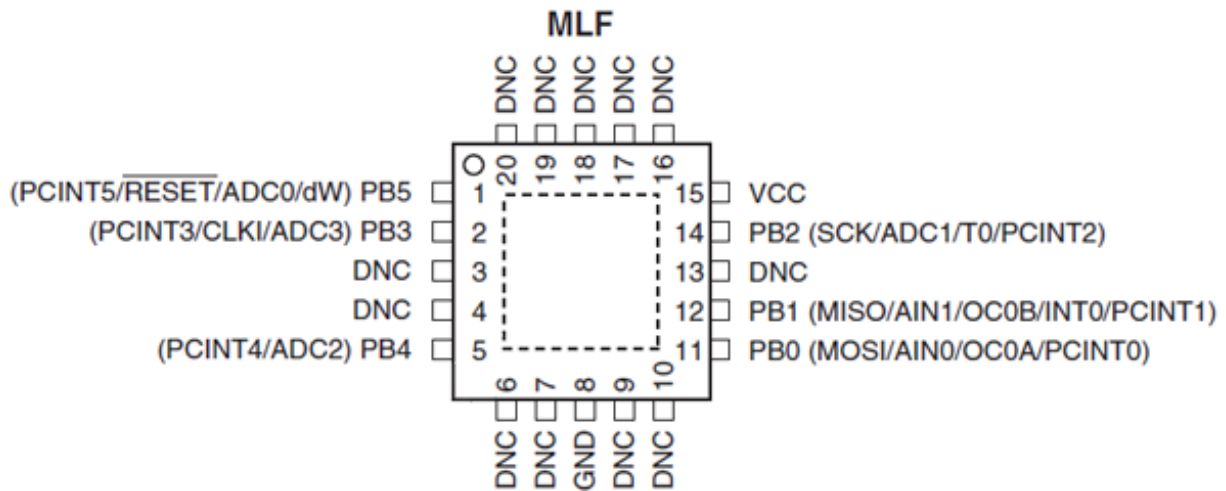 MLF
DNC DNC DNC DNC DNC
20 19 18 17 16
(PCINT5/RESET/ADC0/dW) PB5 1 15 VCC
(PCINT3/CLKI/ADC3) PB3 2 14 PB2 (SCK/ADC1/T0/PCINT2)
DNC 3 13 DNC
DNC 4 12 PB1 (MISO/AIN1/OC0B/INT0/PCINT1)
(PCINT4/ADC2) PB4 5 11 PB0 (MOSI/AIN0/OC0A/PCINT0)
6 7 8 9 10
DNC DNC GND DNC DNC